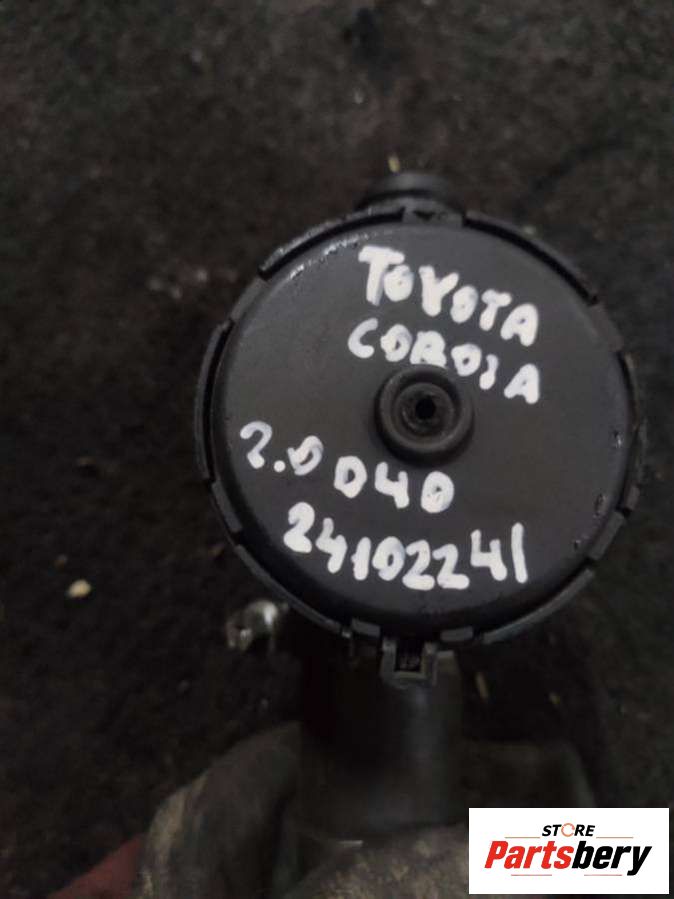 TOYOTA
COROLA
2.0 D4D
24102241
STORE
Partsbery